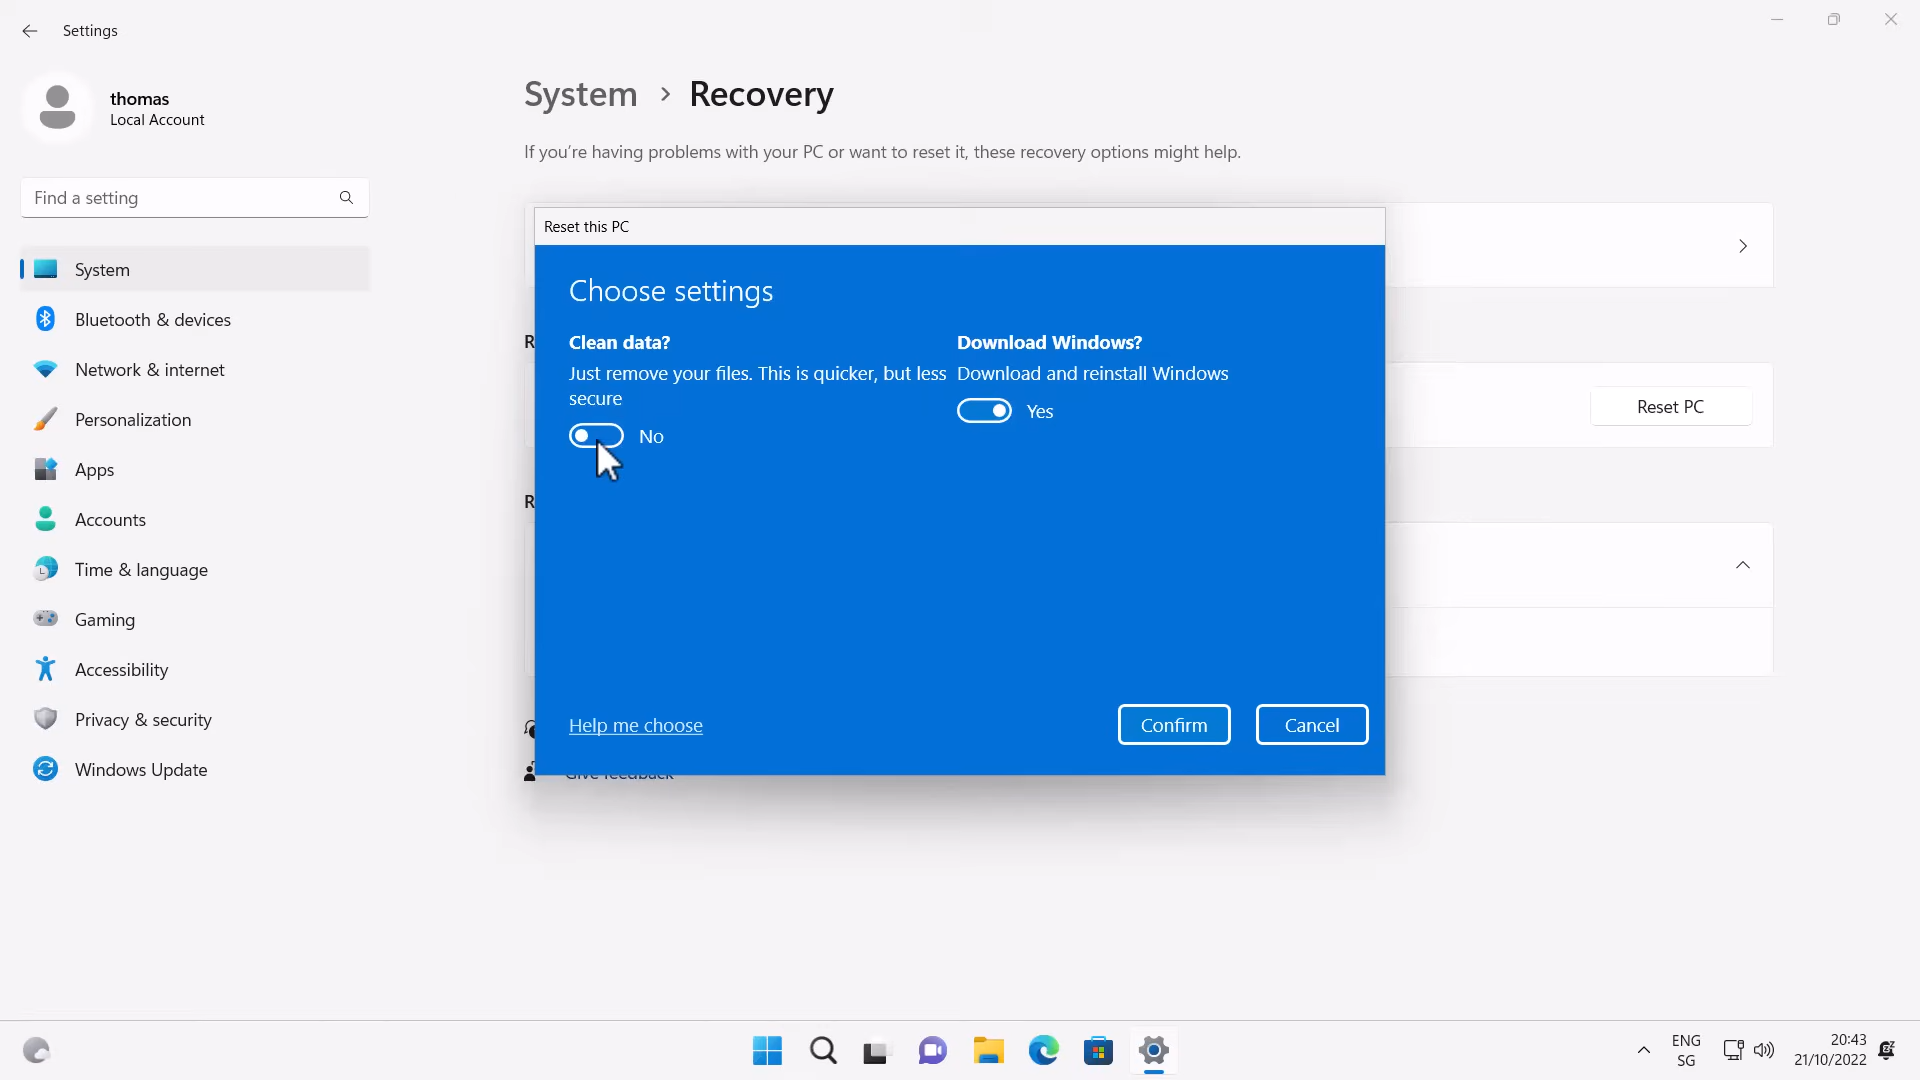 Settings
thomas
Local Account
Find a setting
System
Bluetooth & devices
Network & internet
Personalization
Apps
Accounts
Time & language
Gaming
Accessibility
Privacy & security
Windows Update
System > Recovery
If you're having problems with your PC or want to reset it, these recovery options might help.
Reset this PC
Choose settings
Clean data?
Just remove your files. This is quicker, but less
secure
No
Download Windows?
Download and reinstall Windows
Yes
Help me choose
Confirm
Cancel
R
Reset PC
R
Give feedback
ENG
SG
20:43
21/10/2022